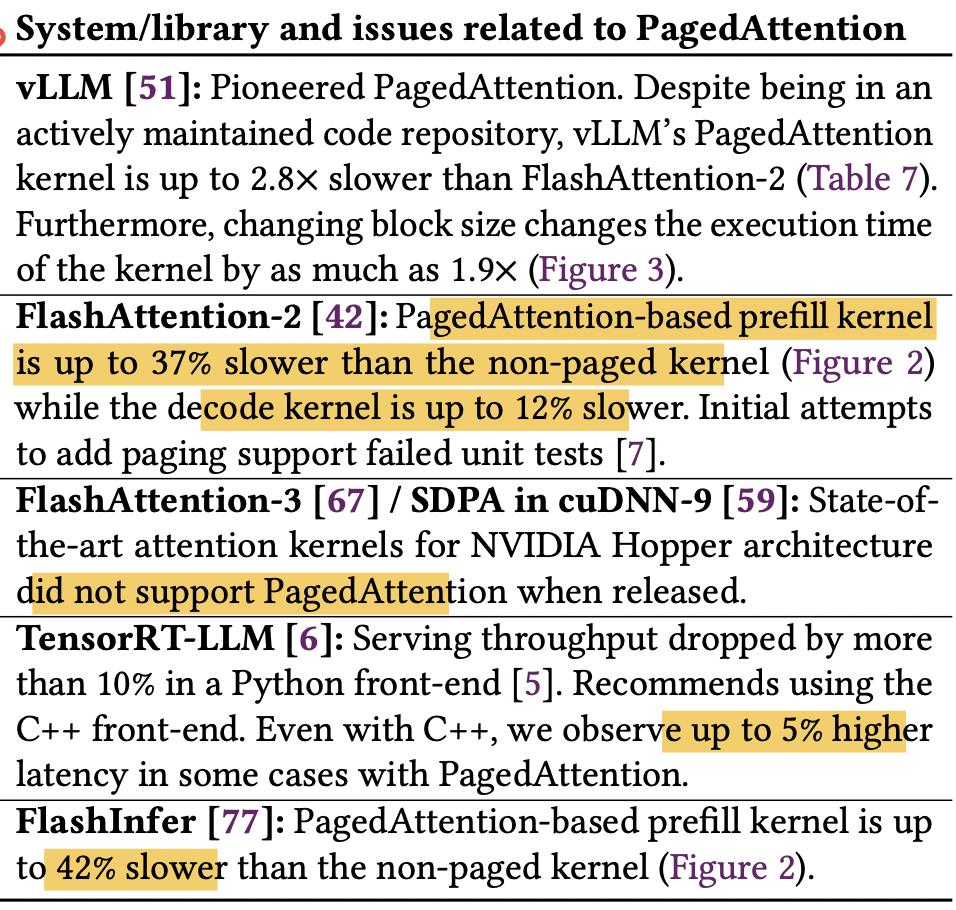 System/library and issues related to PagedAttention
vLLM [51]: Pioneered PagedAttention. Despite being in an
actively maintained code repository, vLLM’s PagedAttention
kernel is up to 2.8× slower than FlashAttention-2 (Table 7).
Furthermore, changing block size changes the execution time
of the kernel by as much as 1.9× (Figure 3).
FlashAttention-2 [42]: PagedAttention-based prefill kernel
is up to 37% slower than the non-paged kernel (Figure 2)
while the decode kernel is up to 12% slower. Initial attempts
to add paging support failed unit tests [7].
FlashAttention-3 [67] / SDPA in cuDNN-9 [59]: State-of-
the-art attention kernels for NVIDIA Hopper architecture
did not support PagedAttention when released.
TensorRT-LLM [6]: Serving throughput dropped by more
than 10% in a Python front-end [5]. Recommends using the
C++ front-end. Even with C++, we observe up to 5% higher
latency in some cases with PagedAttention.
FlashInfer [77]: PagedAttention-based prefill kernel is up
to 42% slower than the non-paged kernel (Figure 2).